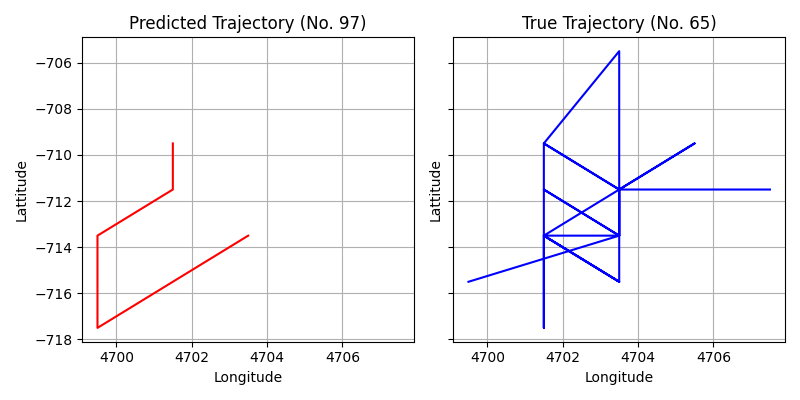 Predicted Trajectory (No. 97)
True Trajectory (No. 65)
Lattitude
−706
−708
−710
−712
−714
−716
−718
4700
4702
4704
4706
Longitude
Lattitude
4700
4702
4704
4706
Longitude